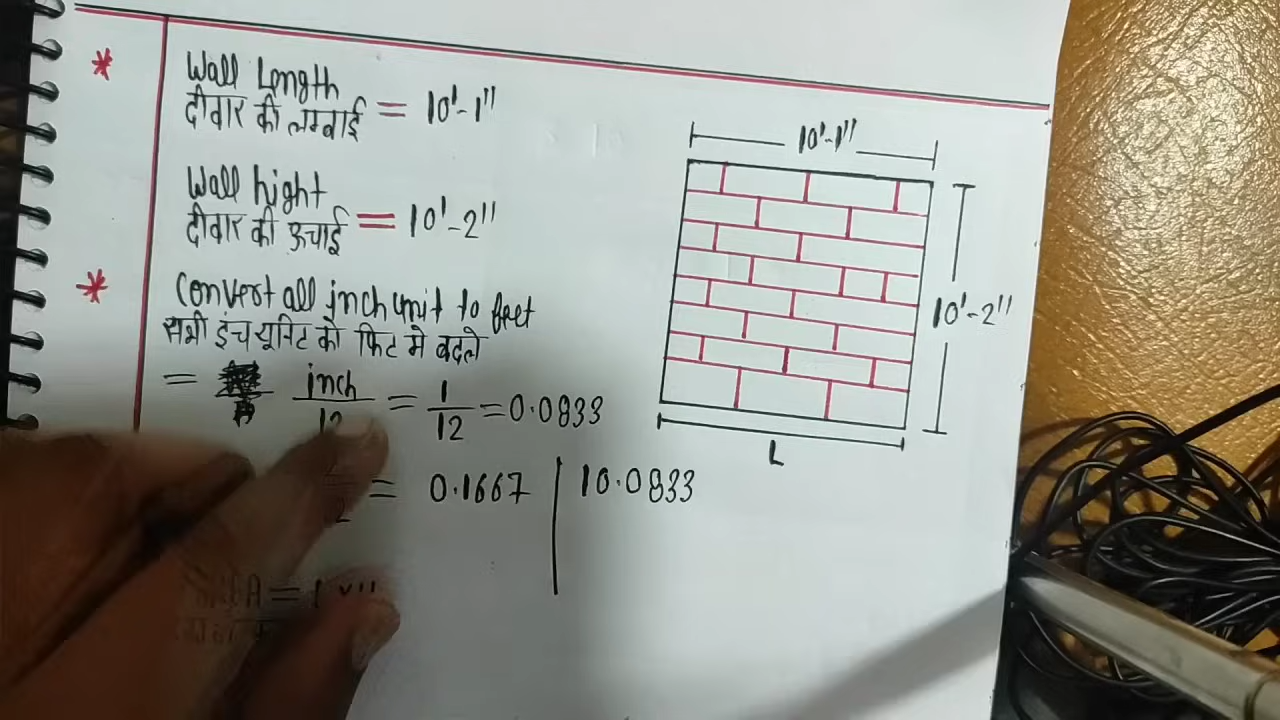 Wall Length
दीवार की लम्बाई = 10'-1"
Wall hight
दीवार की ऊचाई = 10'-2"
Convert all inch unit to feet
सभी इंच यूनिट को फिट मे बदले
= inch/12 = 1/12 = 0.0833
= 0.1667 | 10.0833
10'-1"
10'-2"
L